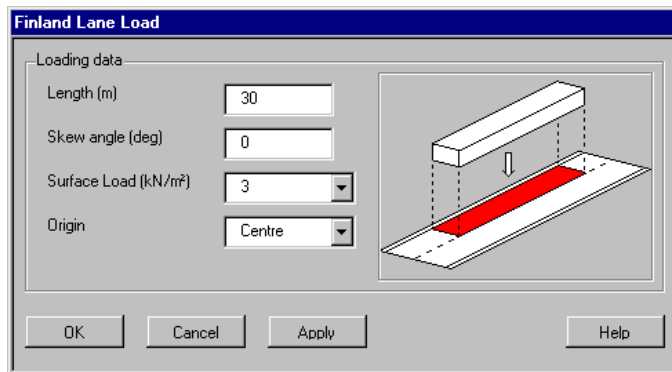 Finland Lane Load
Loading data
Length (m) 30
Skew angle (deg) 0
Surface Load (kN/m²) 3
Origin Centre
OK Cancel Apply Help